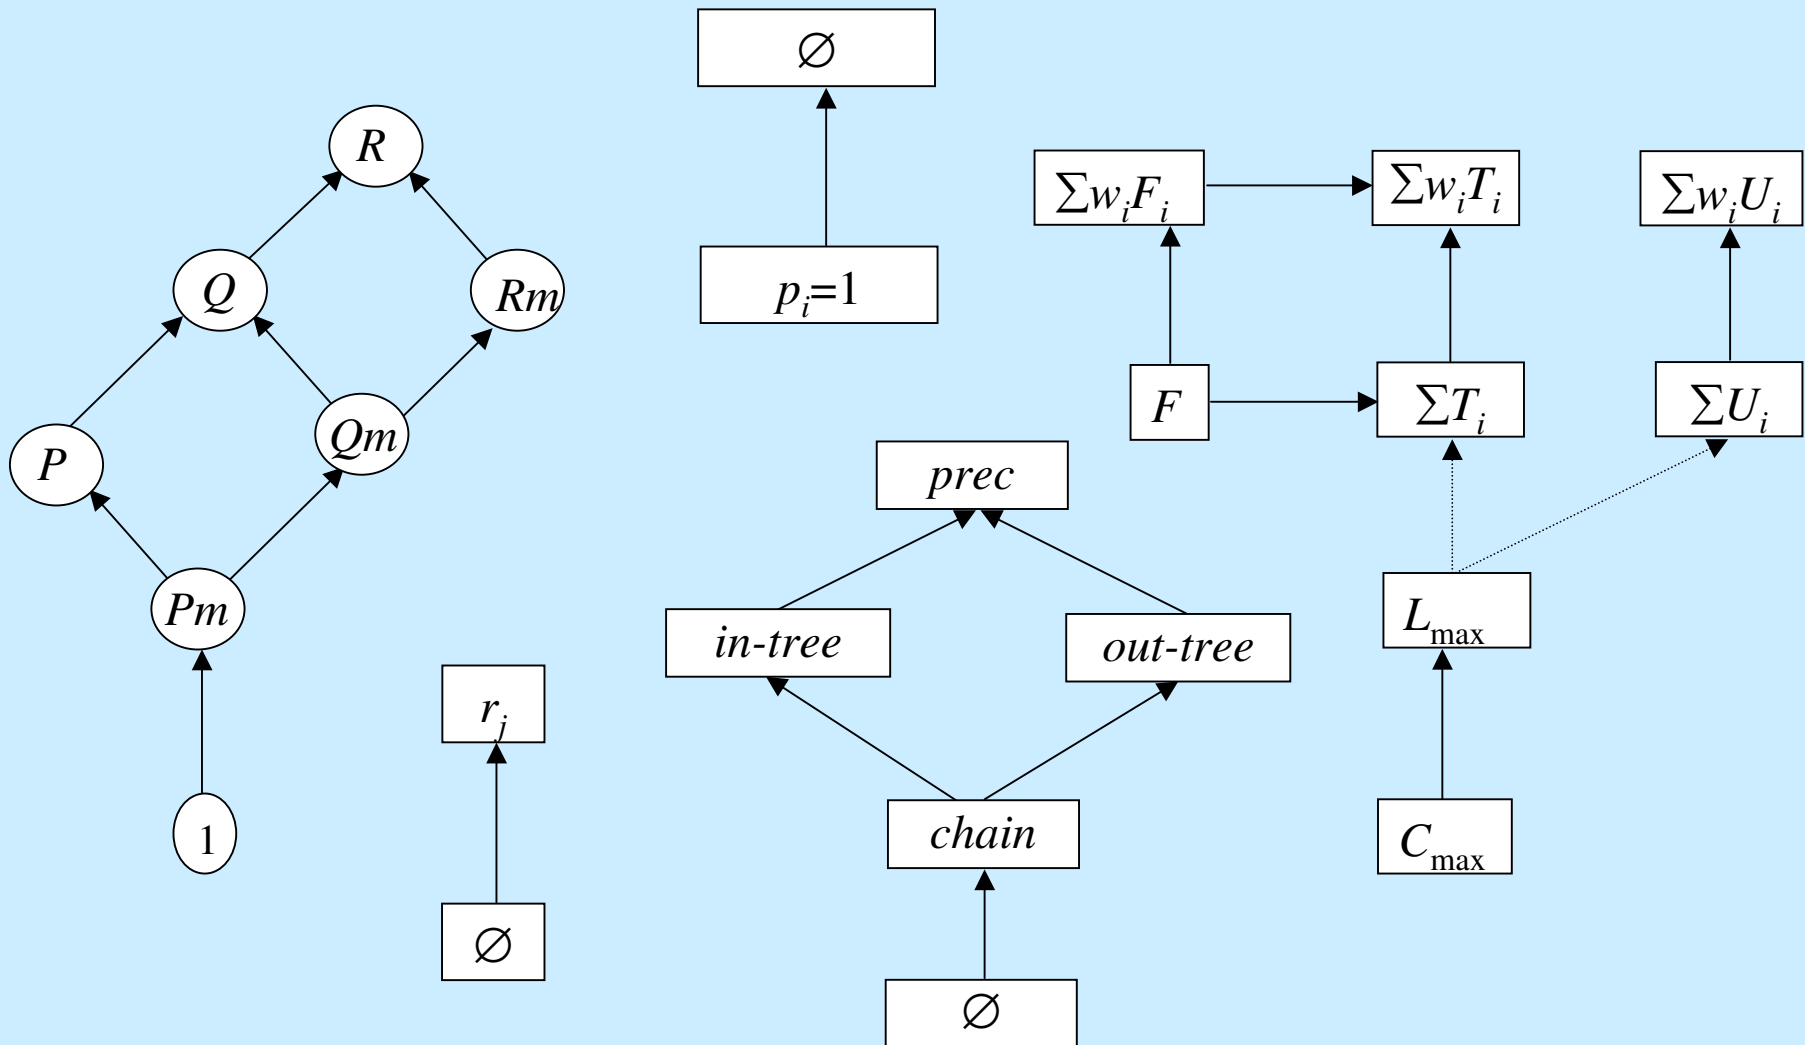 ∅
R
∑w_iF_i
∑w_iT_i
∑w_iU_i
Q
Rm
p_i=1
F
∑T_i
∑U_i
P
Qm
prec
Pm
in-tree
out-tree
L_max
r_j
1
chain
C_max
∅
∅